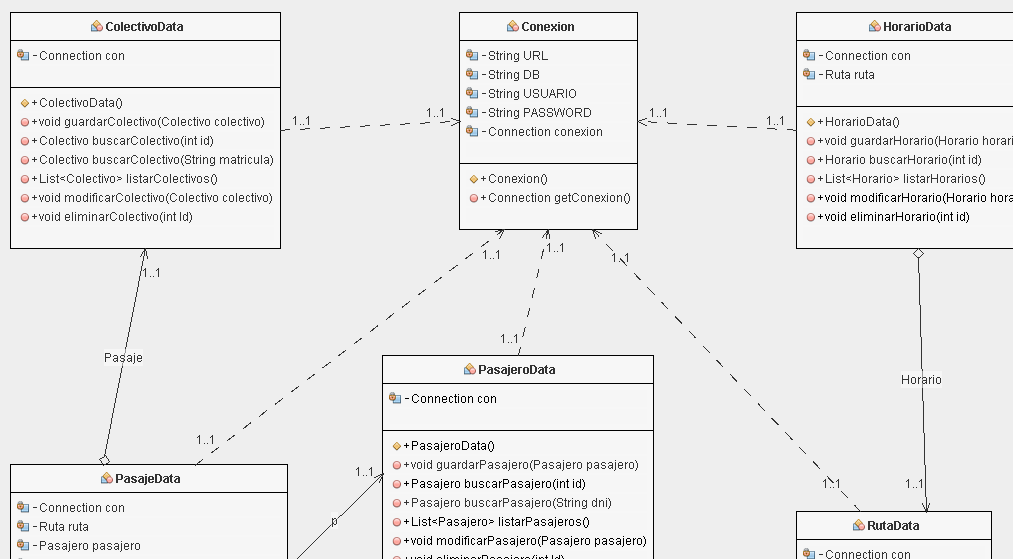 ColectivoData
- Connection con
+ ColectivoData()
+ void guardarColectivo(Colectivo colectivo)
+ Colectivo buscarColectivo(int id)
+ Colectivo buscarColectivo(String matricula)
+ List<Colectivo> listarColectivos()
+ void modificarColectivo(Colectivo colectivo)
+ void eliminarColectivo(int Id)
1..1
1..1
Conexion
- String URL
- String DB
- String USUARIO
- String PASSWORD
- Connection conexion
+ Conexion()
+ Connection getConexion()
1..1
1..1
HorarioData
- Connection con
- Ruta ruta
+ HorarioData()
+ void guardarHorario(Horario horari
+ Horario buscarHorario(int id)
+ List<Horario> listarHorarios()
+ void modificarHorario(Horario hora
+ void eliminarHorario(int id)
1..1
1..1
1..1
1..1
Pasaje
1..1
1..1
Horario
PasajeroData
- Connection con
+ PasajeroData()
+ void guardarPasajero(Pasajero pasajero)
+ Pasajero buscarPasajero(int id)
+ Pasajero buscarPasajero(String dni)
+ List<Pasajero> listarPasajeros()
+ void modificarPasajero(Pasajero pasajero)
+ void eliminarPasajero(int id)
1..1
p
1..1
1..1
PasajeData
- Connection con
- Ruta ruta
- Pasajero pasajero
RutaData
- Connection con